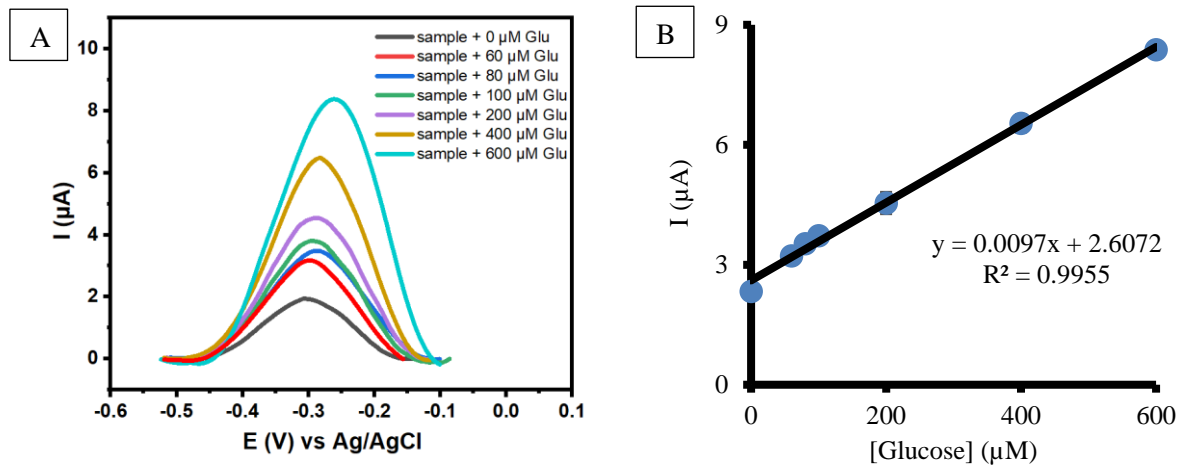 A
sample + 0 µM Glu
sample + 60 µM Glu
sample + 80 µM Glu
sample + 100 µM Glu
sample + 200 µM Glu
sample + 400 µM Glu
sample + 600 µM Glu
10
8
6
4
2
0
I (µA)
-0.6
-0.5
-0.4
-0.3
-0.2
-0.1
0.0
0.1
E (V) vs Ag/AgCl
B
9
6
3
0
I (µA)
y = 0.0097x + 2.6072
R² = 0.9955
0
200
400
600
[Glucose] (µM)